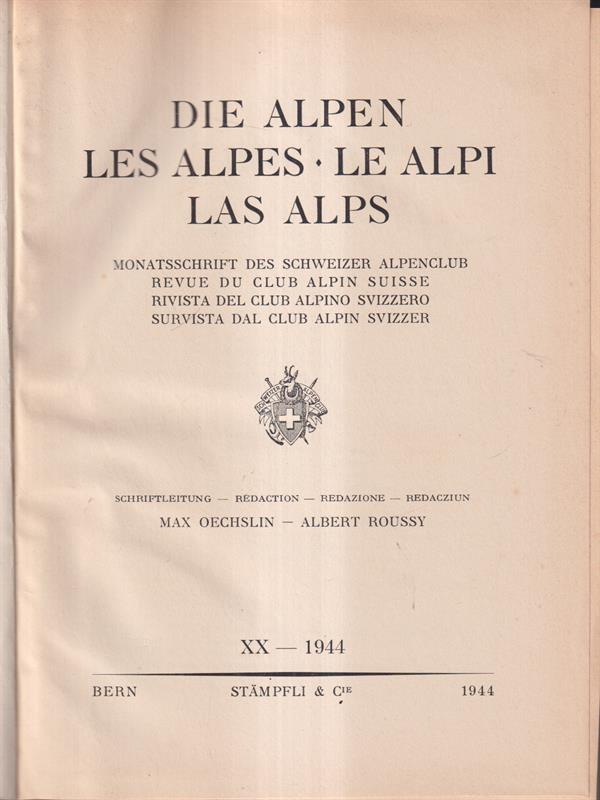 DIE ALPEN
LES ALPES · LE ALPI
LAS ALPS
MONATSSCHRIFT DES SCHWEIZER ALPENCLUB
REVUE DU CLUB ALPIN SUISSE
RIVISTA DEL CLUB ALPINO SVIZZERO
SURVISTA DAL CLUB ALPIN SVIZZER
SCHWEIZER ALPENCLUB
SCHRIFTLEITUNG — RÉDACTION — REDAZIONE — REDACZIUN
MAX OECHSLIN — ALBERT ROUSSY
XX — 1944
BERN STÄMPFLI & CIE 1944